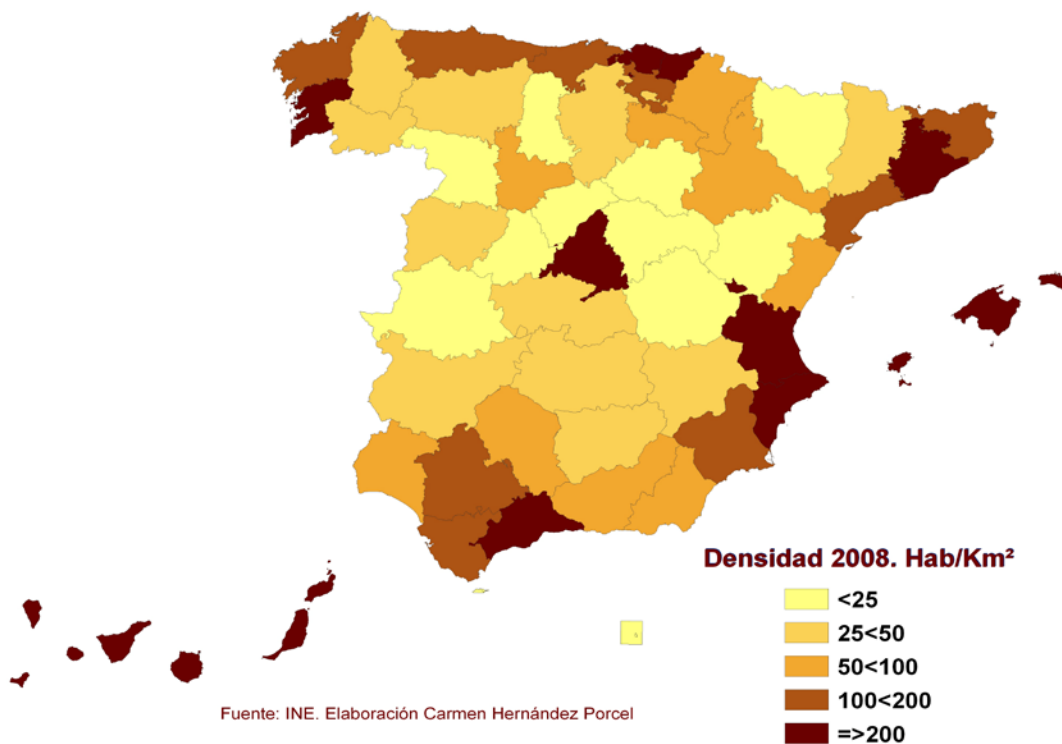 Densidad 2008. Hab/Km²
<25
25<50
50<100
100<200
=>200
Fuente: INE. Elaboración Carmen Hernández Porcel